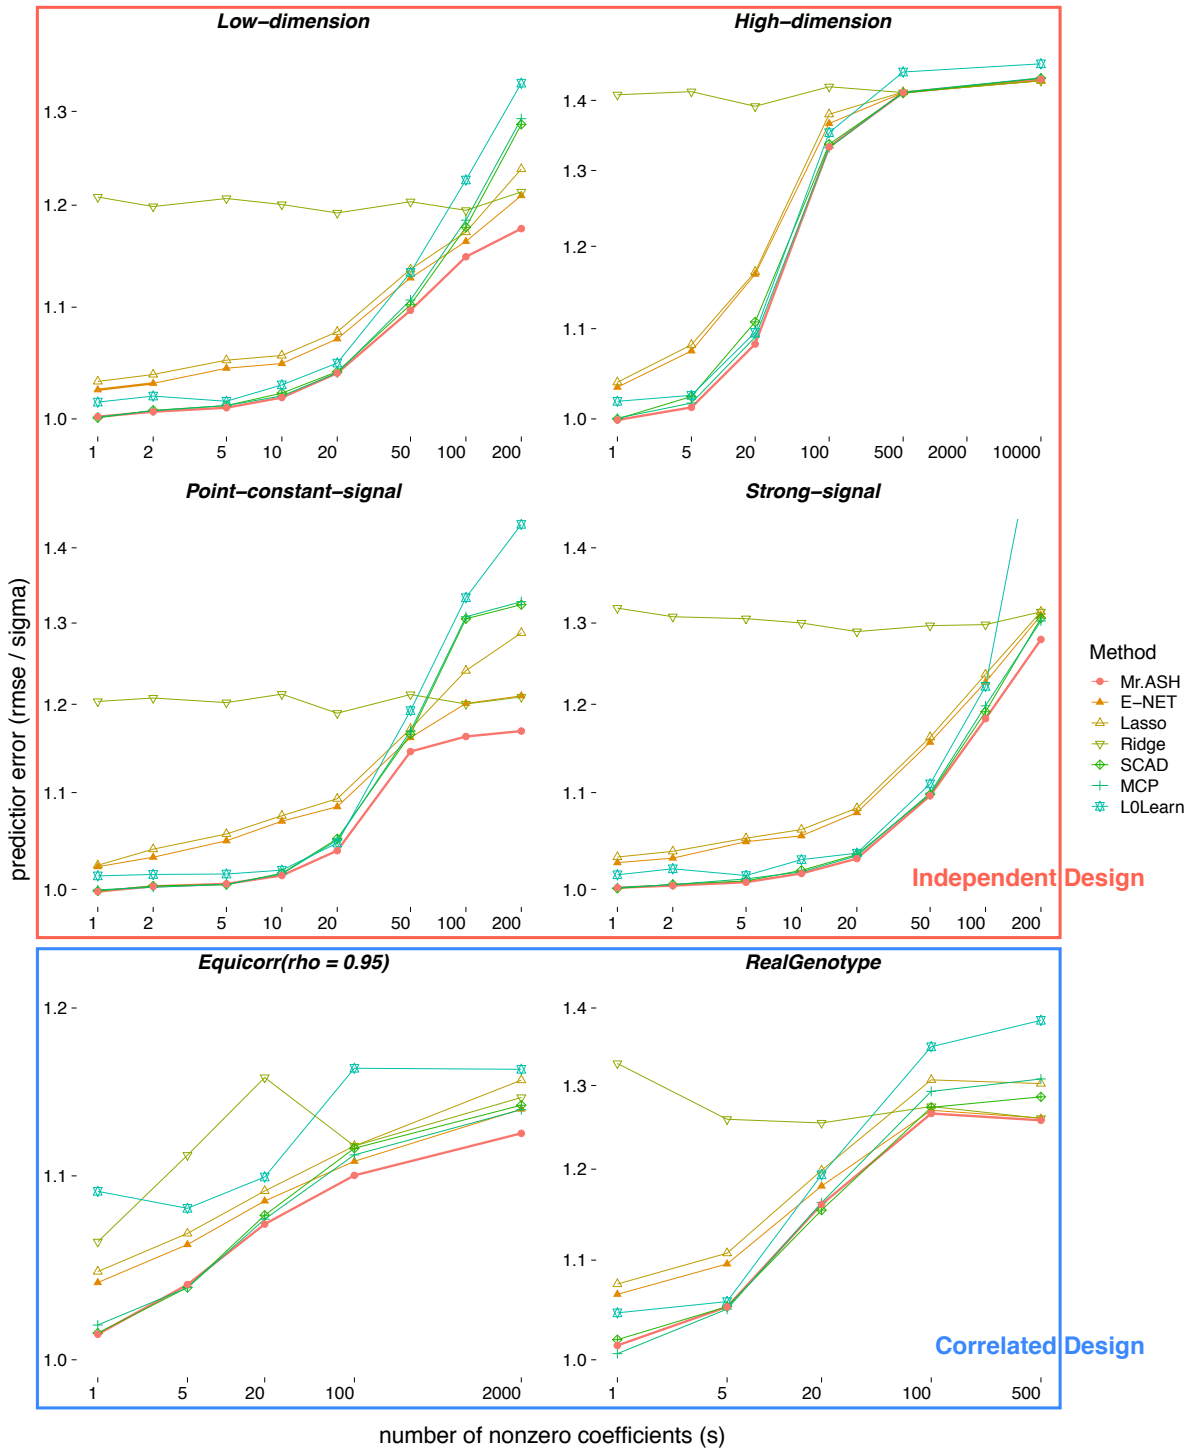 Low−dimension
High−dimension
1.3
1.2
1.1
1.0
1 2 5 10 20 50 100 200
1.4
1.3
1.2
1.1
1.0
1 5 20 100 500 2000 10000
Point−constant−signal
Strong−signal
1.4
1.3
1.2
1.1
1.0
1 2 5 10 20 50 100 200
1.4
1.3
1.2
1.1
1.0
1 2 5 10 20 50 100 200
Independent Design
Equicorr(rho = 0.95)
RealGenotype
1.2
1.1
1.0
1 5 20 100 2000
1.4
1.3
1.2
1.1
1.0
1 5 20 100 500
Correlated Design
predictior error (rmse / sigma)
number of nonzero coefficients (s)
Method
Mr.ASH
E−NET
Lasso
Ridge
SCAD
MCP
L0Learn